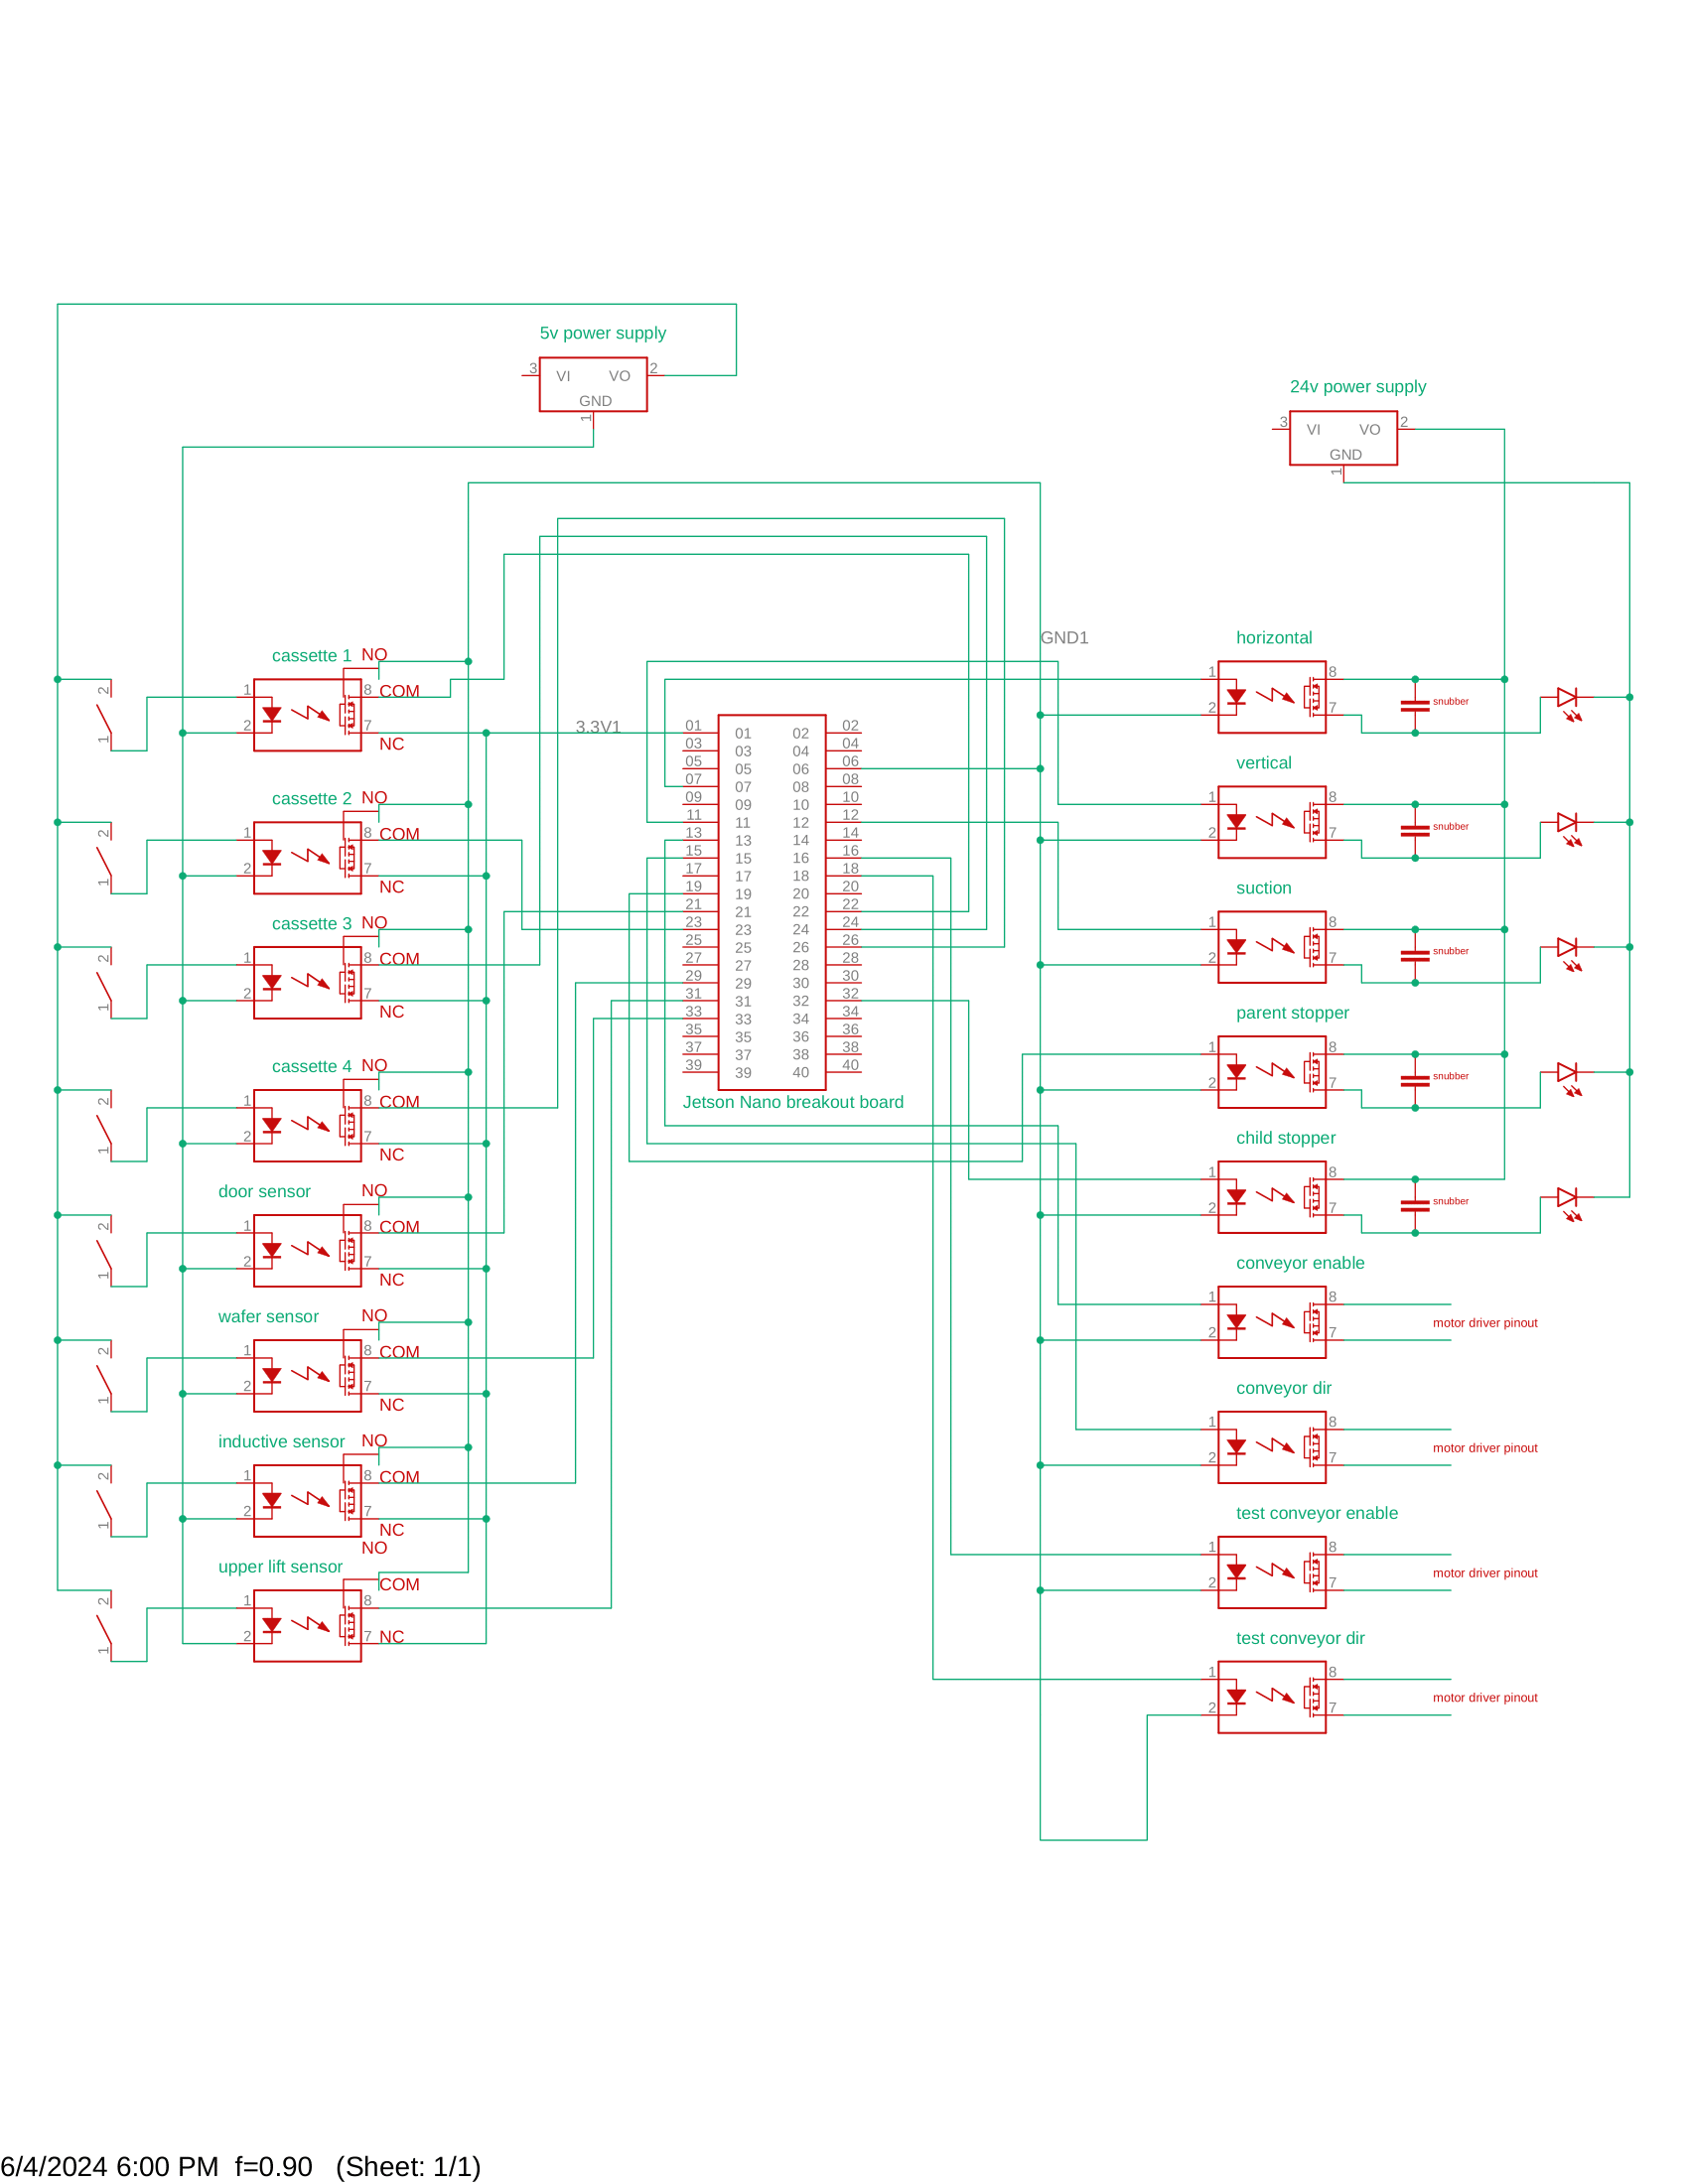 5v power supply
3 VI VO 2
GND
1
24v power supply
3 VI VO 2
GND
1
GND1
3.3V1
cassette 1 NO
2 1 1 2 8 COM 7 NC
cassette 2 NO
2 1 1 2 8 COM 7 NC
cassette 3 NO
2 1 1 2 8 COM 7 NC
cassette 4 NO
2 1 1 2 8 COM 7 NC
door sensor NO
2 1 1 2 8 COM 7 NC
wafer sensor NO
2 1 1 2 8 COM 7 NC
inductive sensor NO
2 1 1 2 8 COM 7 NC
NO
upper lift sensor
COM
2 1 1 2 8 7 NC
01 01 02 02
03 03 04 04
05 05 06 06
07 07 08 08
09 09 10 10
11 11 12 12
13 13 14 14
15 15 16 16
17 17 18 18
19 19 20 20
21 21 22 22
23 23 24 24
25 25 26 26
27 27 28 28
29 29 30 30
31 31 32 32
33 33 34 34
35 35 36 36
37 37 38 38
39 39 40 40
Jetson Nano breakout board
horizontal
1 2 8 7 snubber
vertical
1 2 8 7 snubber
suction
1 2 8 7 snubber
parent stopper
1 2 8 7 snubber
child stopper
1 2 8 7 snubber
conveyor enable
1 2 8 7 motor driver pinout
conveyor dir
1 2 8 7 motor driver pinout
test conveyor enable
1 2 8 7 motor driver pinout
test conveyor dir
1 2 8 7 motor driver pinout
6/4/2024 6:00 PM f=0.90 (Sheet: 1/1)